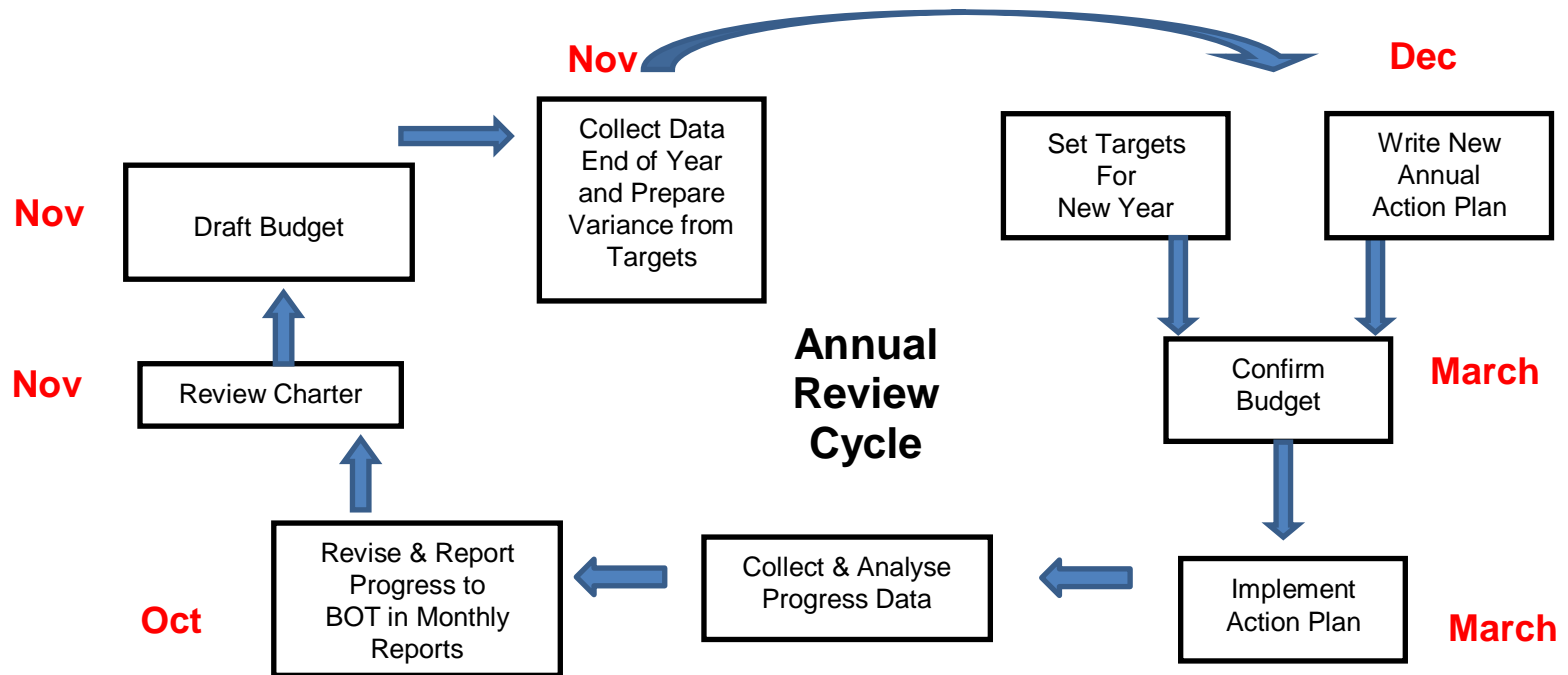 Nov
Dec
Collect Data
End of Year
and Prepare
Variance from
Targets
Set Targets
For
New Year
Write New
Annual
Action Plan
Nov
Draft Budget
Annual
Review
Cycle
Nov
Review Charter
Confirm
Budget
March
Revise & Report
Progress to
BOT in Monthly
Reports
Oct
Collect & Analyse
Progress Data
Implement
Action Plan
March